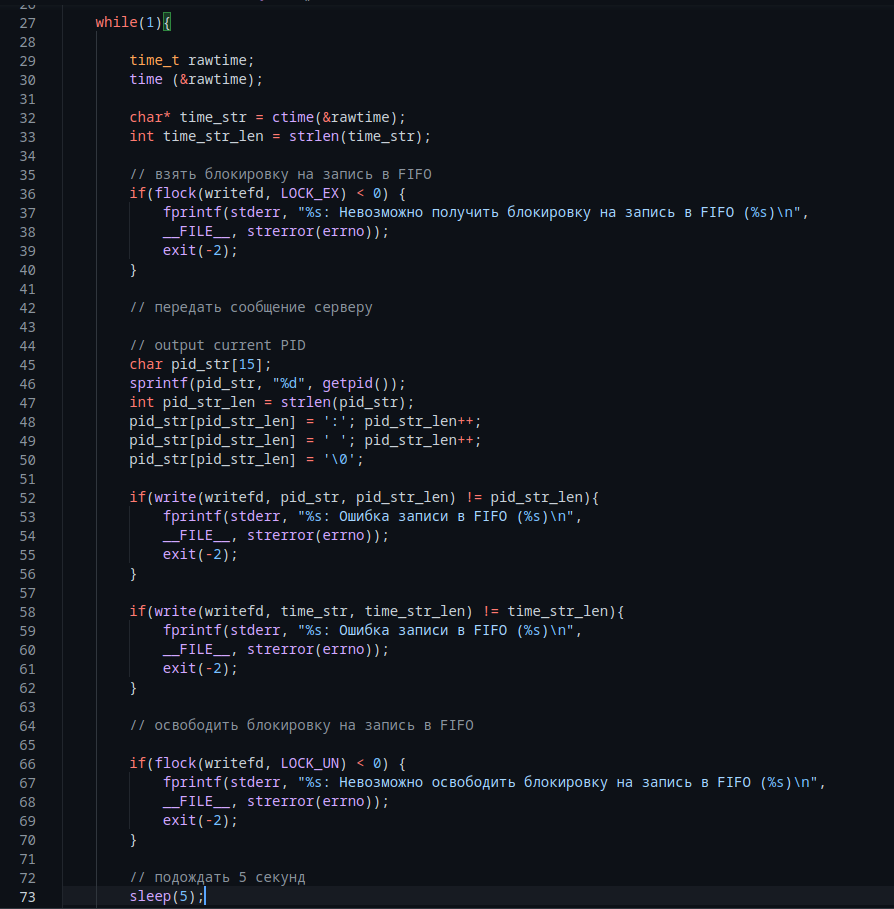 27 while(1){
28
29 time_t rawtime;
30 time (&rawtime);
31
32 char* time_str = ctime(&rawtime);
33 int time_str_len = strlen(time_str);
34
35 // взять блокировку на запись в FIFO
36 if(flock(writefd, LOCK_EX) < 0) {
37 fprintf(stderr, "%s: Невозможно получить блокировку на запись в FIFO (%s)\n",
38 __FILE__, strerror(errno));
39 exit(-2);
40 }
41
42 // передать сообщение серверу
43
44 // output current PID
45 char pid_str[15];
46 sprintf(pid_str, "%d", getpid());
47 int pid_str_len = strlen(pid_str);
48 pid_str[pid_str_len] = ':'; pid_str_len++;
49 pid_str[pid_str_len] = ' '; pid_str_len++;
50 pid_str[pid_str_len] = '\0';
51
52 if(write(writefd, pid_str, pid_str_len) != pid_str_len){
53 fprintf(stderr, "%s: Ошибка записи в FIFO (%s)\n",
54 __FILE__, strerror(errno));
55 exit(-2);
56 }
57
58 if(write(writefd, time_str, time_str_len) != time_str_len){
59 fprintf(stderr, "%s: Ошибка записи в FIFO (%s)\n",
60 __FILE__, strerror(errno));
61 exit(-2);
62 }
63
64 // освободить блокировку на запись в FIFO
65
66 if(flock(writefd, LOCK_UN) < 0) {
67 fprintf(stderr, "%s: Невозможно освободить блокировку на запись в FIFO (%s)\n",
68 __FILE__, strerror(errno));
69 exit(-2);
70 }
71
72 // подождать 5 секунд
73 sleep(5);